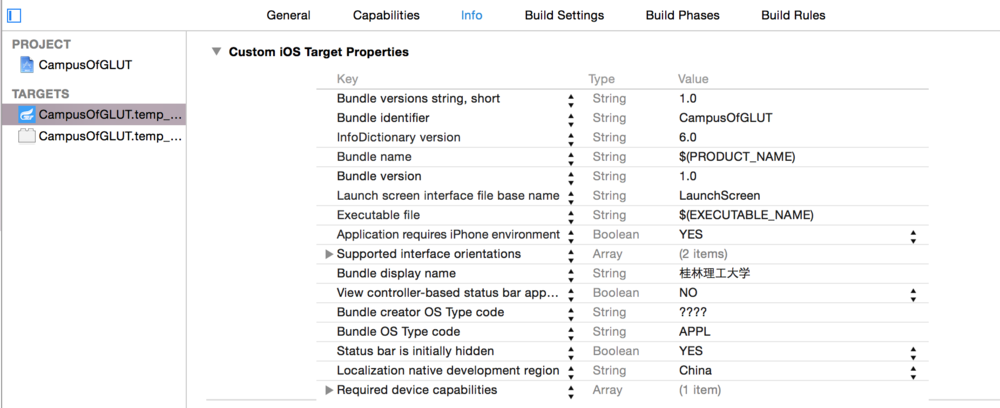 General Capabilities Info Build Settings Build Phases Build Rules
PROJECT
CampusOfGLUT
TARGETS
CampusOfGLUT.temp_...
CampusOfGLUT.temp_...
Custom iOS Target Properties
Key Type Value
Bundle versions string, short String 1.0
Bundle identifier String CampusOfGLUT
InfoDictionary version String 6.0
Bundle name String $(PRODUCT_NAME)
Bundle version String 1.0
Launch screen interface file base name String LaunchScreen
Executable file String $(EXECUTABLE_NAME)
Application requires iPhone environment Boolean YES
Supported interface orientations Array (2 items)
Bundle display name String 桂林理工大学
View controller-based status bar app... Boolean NO
Bundle creator OS Type code String ????
Bundle OS Type code String APPL
Status bar is initially hidden Boolean YES
Localization native development region String China
Required device capabilities Array (1 item)